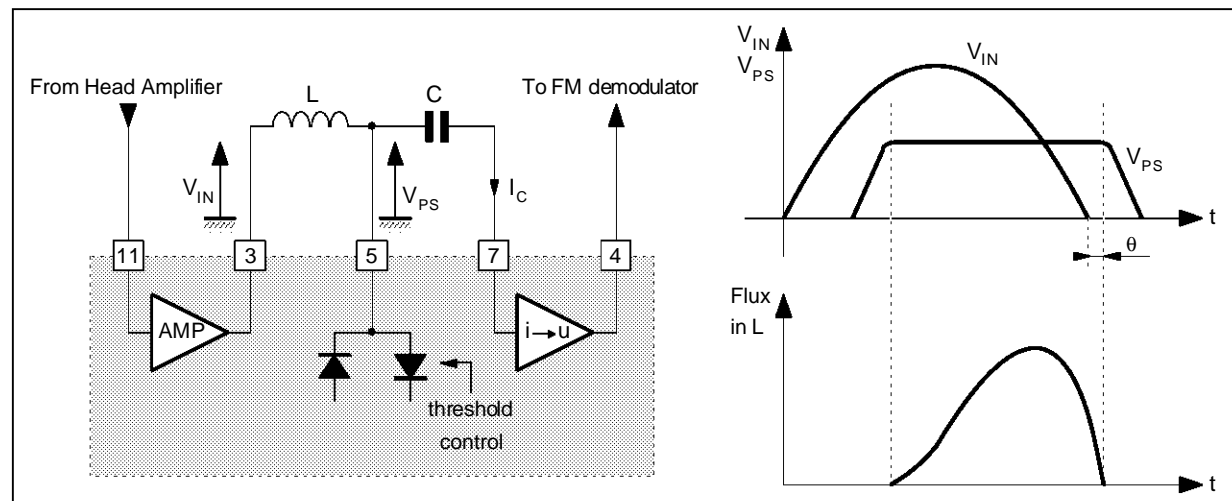 From Head Amplifier
L
C
To FM demodulator
V_IN
V_PS
I_C
11
3
5
7
4
AMP
i→u
threshold
control
V_IN
V_PS
V_IN
V_PS
t
θ
Flux
in L
t